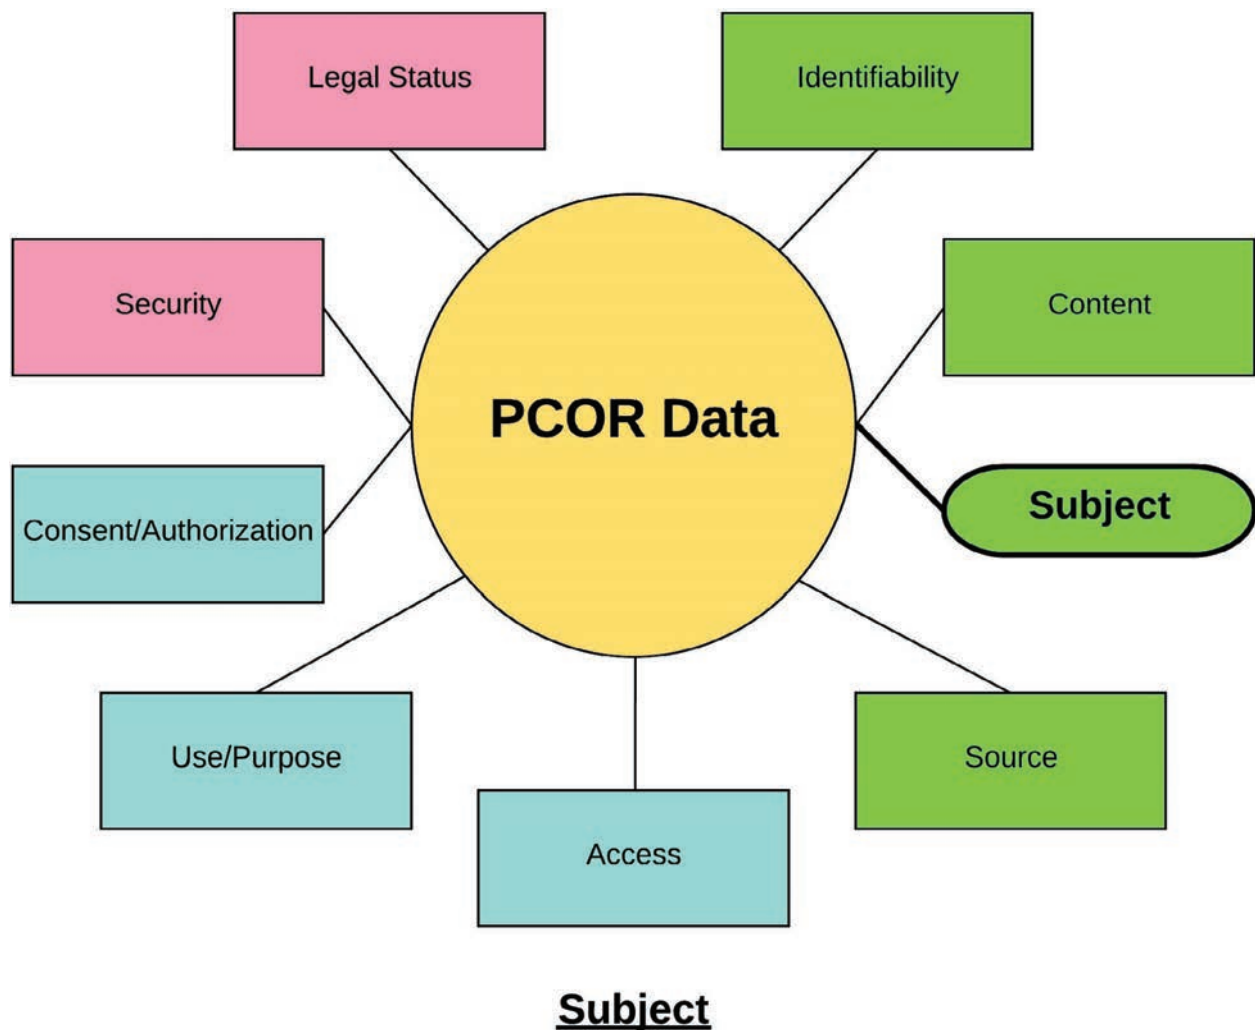 Legal Status
Identifiability
Security
Content
PCOR Data
Subject
Consent/Authorization
Use/Purpose
Source
Access
Subject